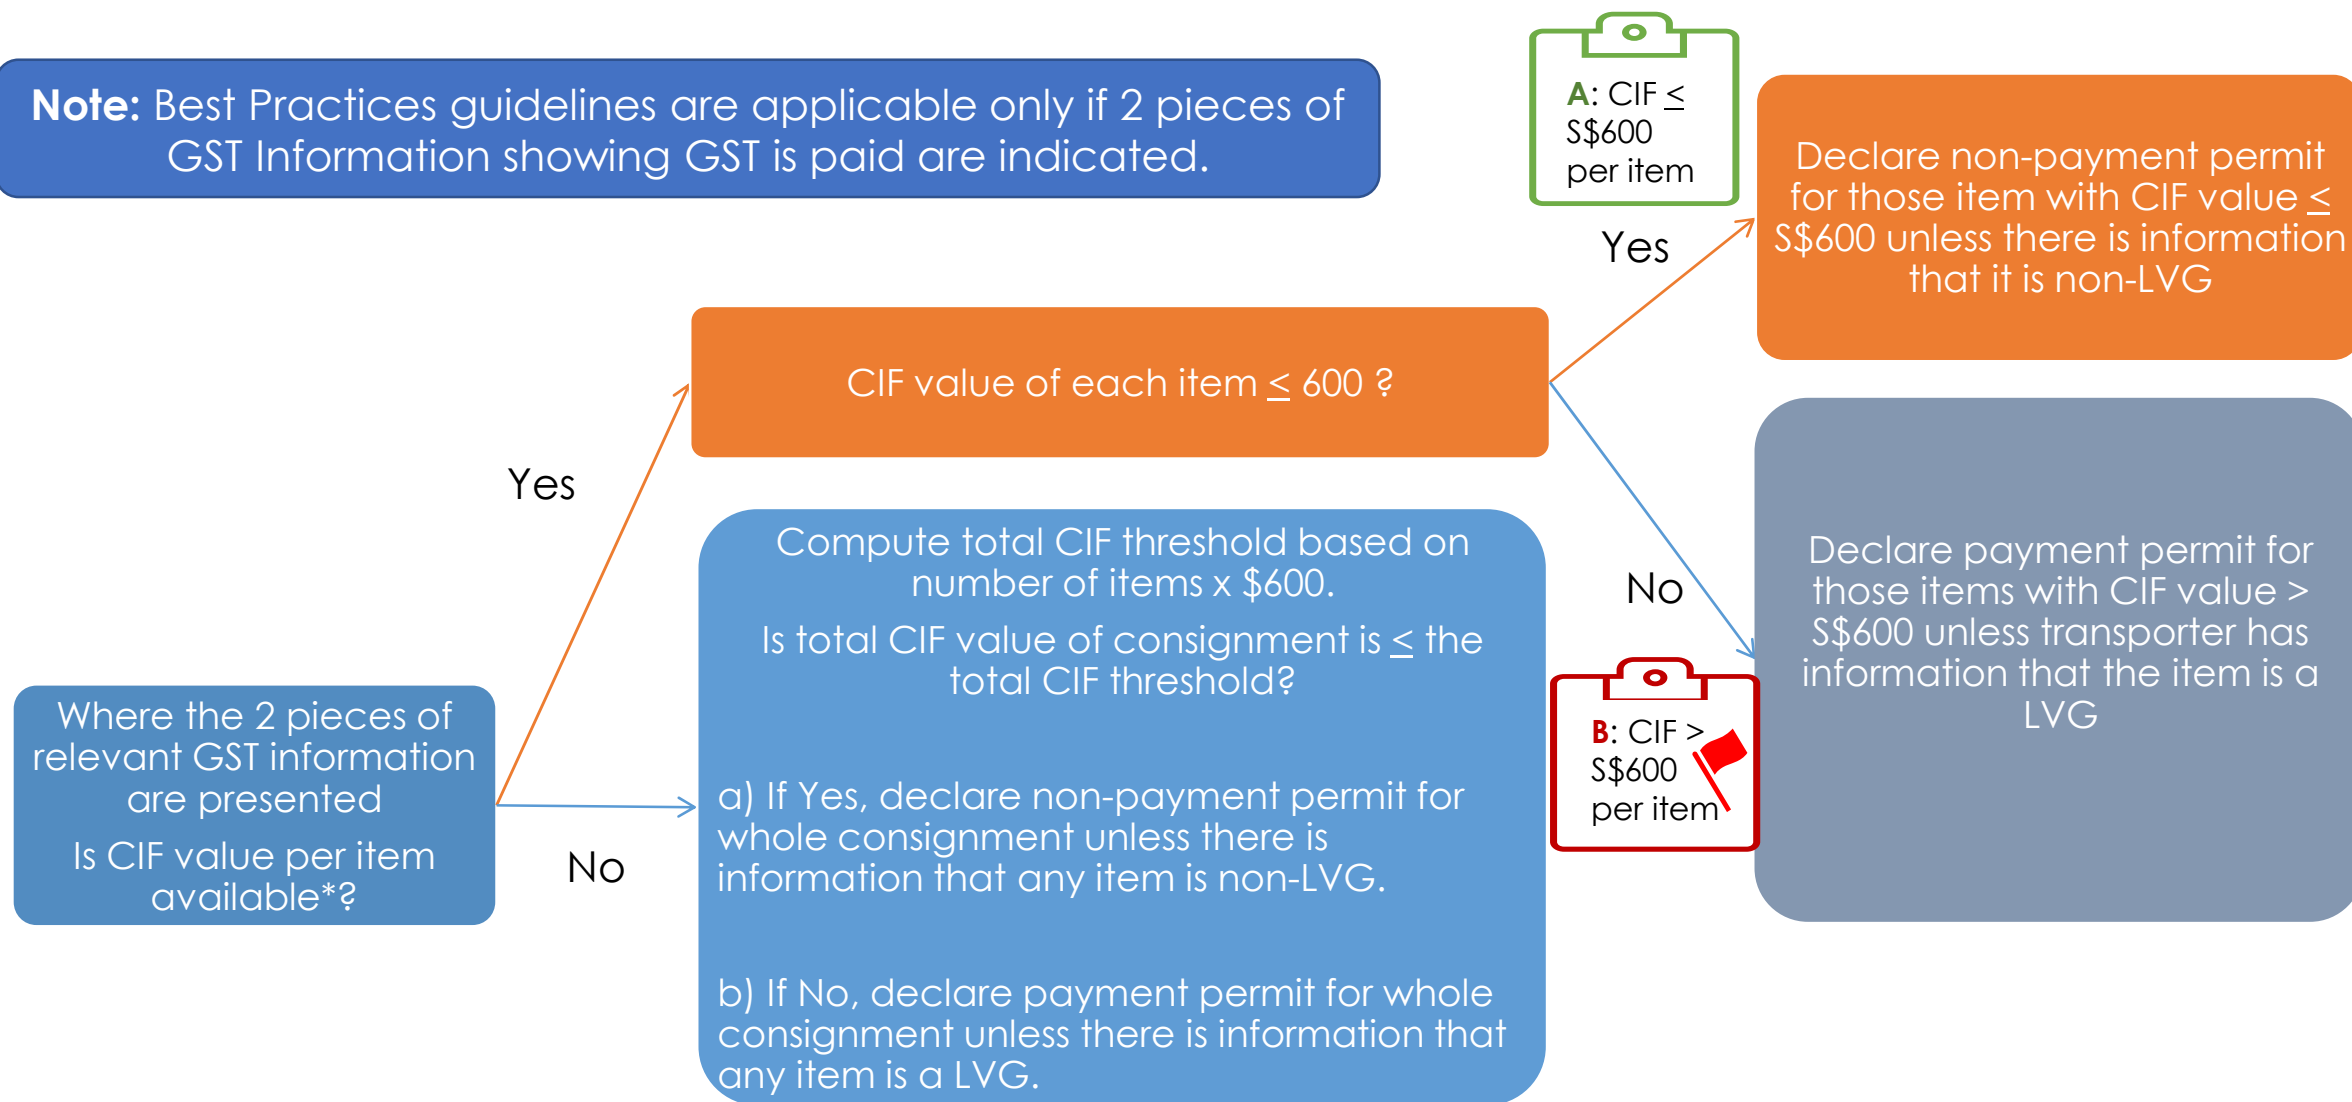 Note: Best Practices guidelines are applicable only if 2 pieces of
GST Information showing GST is paid are indicated.
A: CIF ≤
S$600
per item
Declare non-payment permit
for those item with CIF value ≤
S$600 unless there is information
that it is non-LVG
Yes
CIF value of each item ≤ 600 ?
Yes
Compute total CIF threshold based on
number of items x $600.
Is total CIF value of consignment is ≤ the
total CIF threshold?
a) If Yes, declare non-payment permit for
whole consignment unless there is
information that any item is non-LVG.
b) If No, declare payment permit for whole
consignment unless there is information that
any item is a LVG.
No
Declare payment permit for
those items with CIF value >
S$600 unless transporter has
information that the item is a
LVG
B: CIF >
S$600
per item
Where the 2 pieces of
relevant GST information
are presented
Is CIF value per item
available*?
No